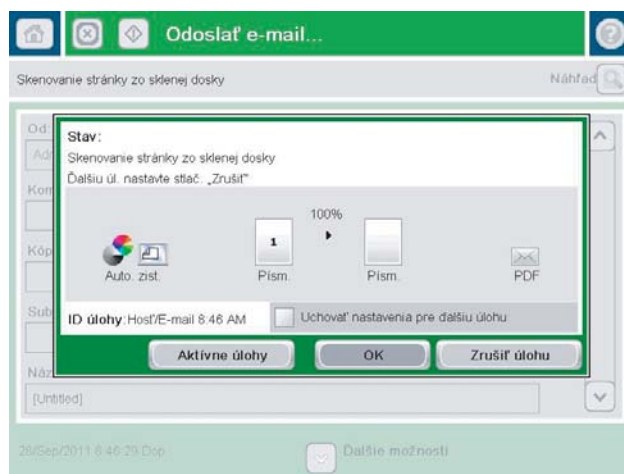 Odoslať e-mail...
Skenovanie stránky zo sklenej dosky
Náhľad
Od:
Stav:
Skenovanie stránky zo sklenej dosky
Ďalšiu úl. nastavte stlač. „Zrušiť"
100%
1
Auto. zist.
Písm.
Písm.
PDF
ID úlohy:Hosť/E-mail 8:46 AM
Uchovať nastavenia pre ďalšiu úlohu
Aktívne úlohy
OK
Zrušiť úlohu
[Untitled]
Ďalšie možnosti